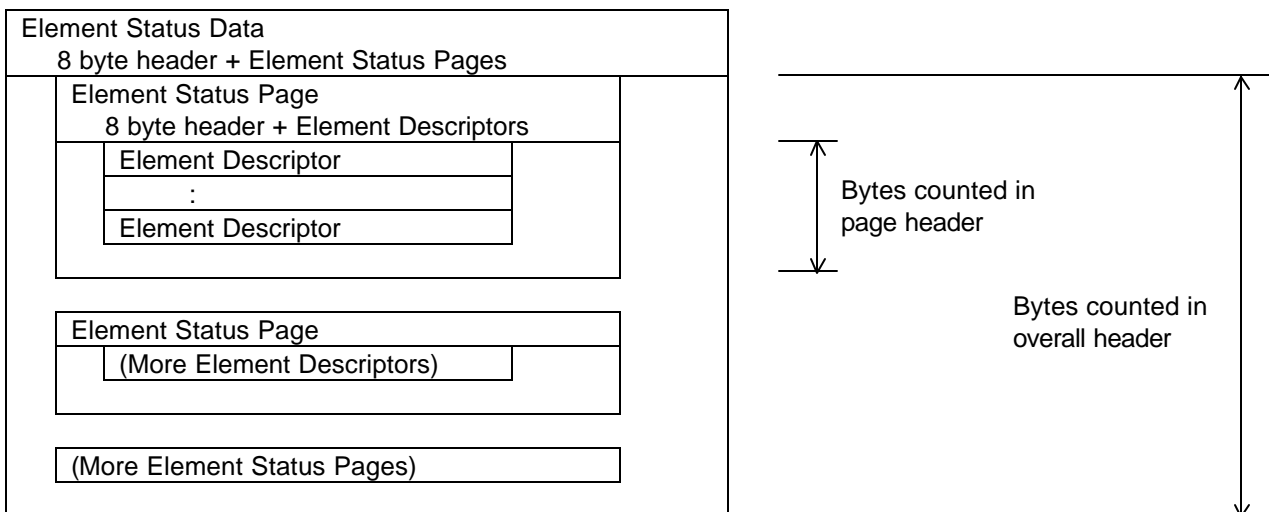 Element Status Data
8 byte header + Element Status Pages
Element Status Page
8 byte header + Element Descriptors
Element Descriptor
:
Element Descriptor
Bytes counted in
page header
Element Status Page
(More Element Descriptors)
Bytes counted in
overall header
(More Element Status Pages)